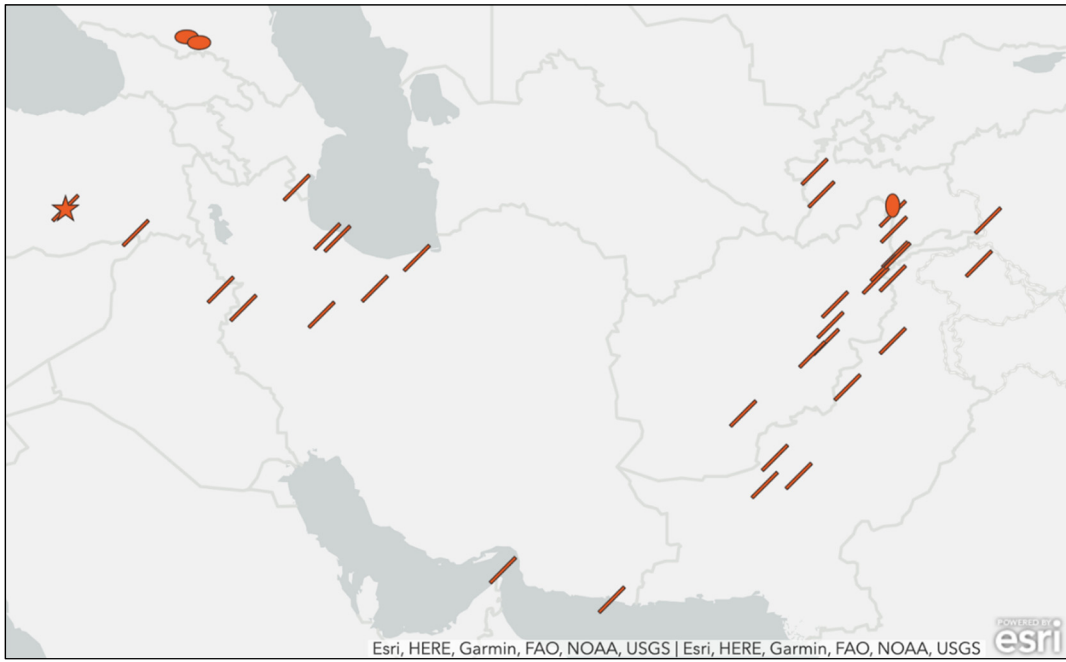 Esri, HERE, Garmin, FAO, NOAA, USGS | Esri, HERE, Garmin, FAO, NOAA, USGS
POWERED BY
esri